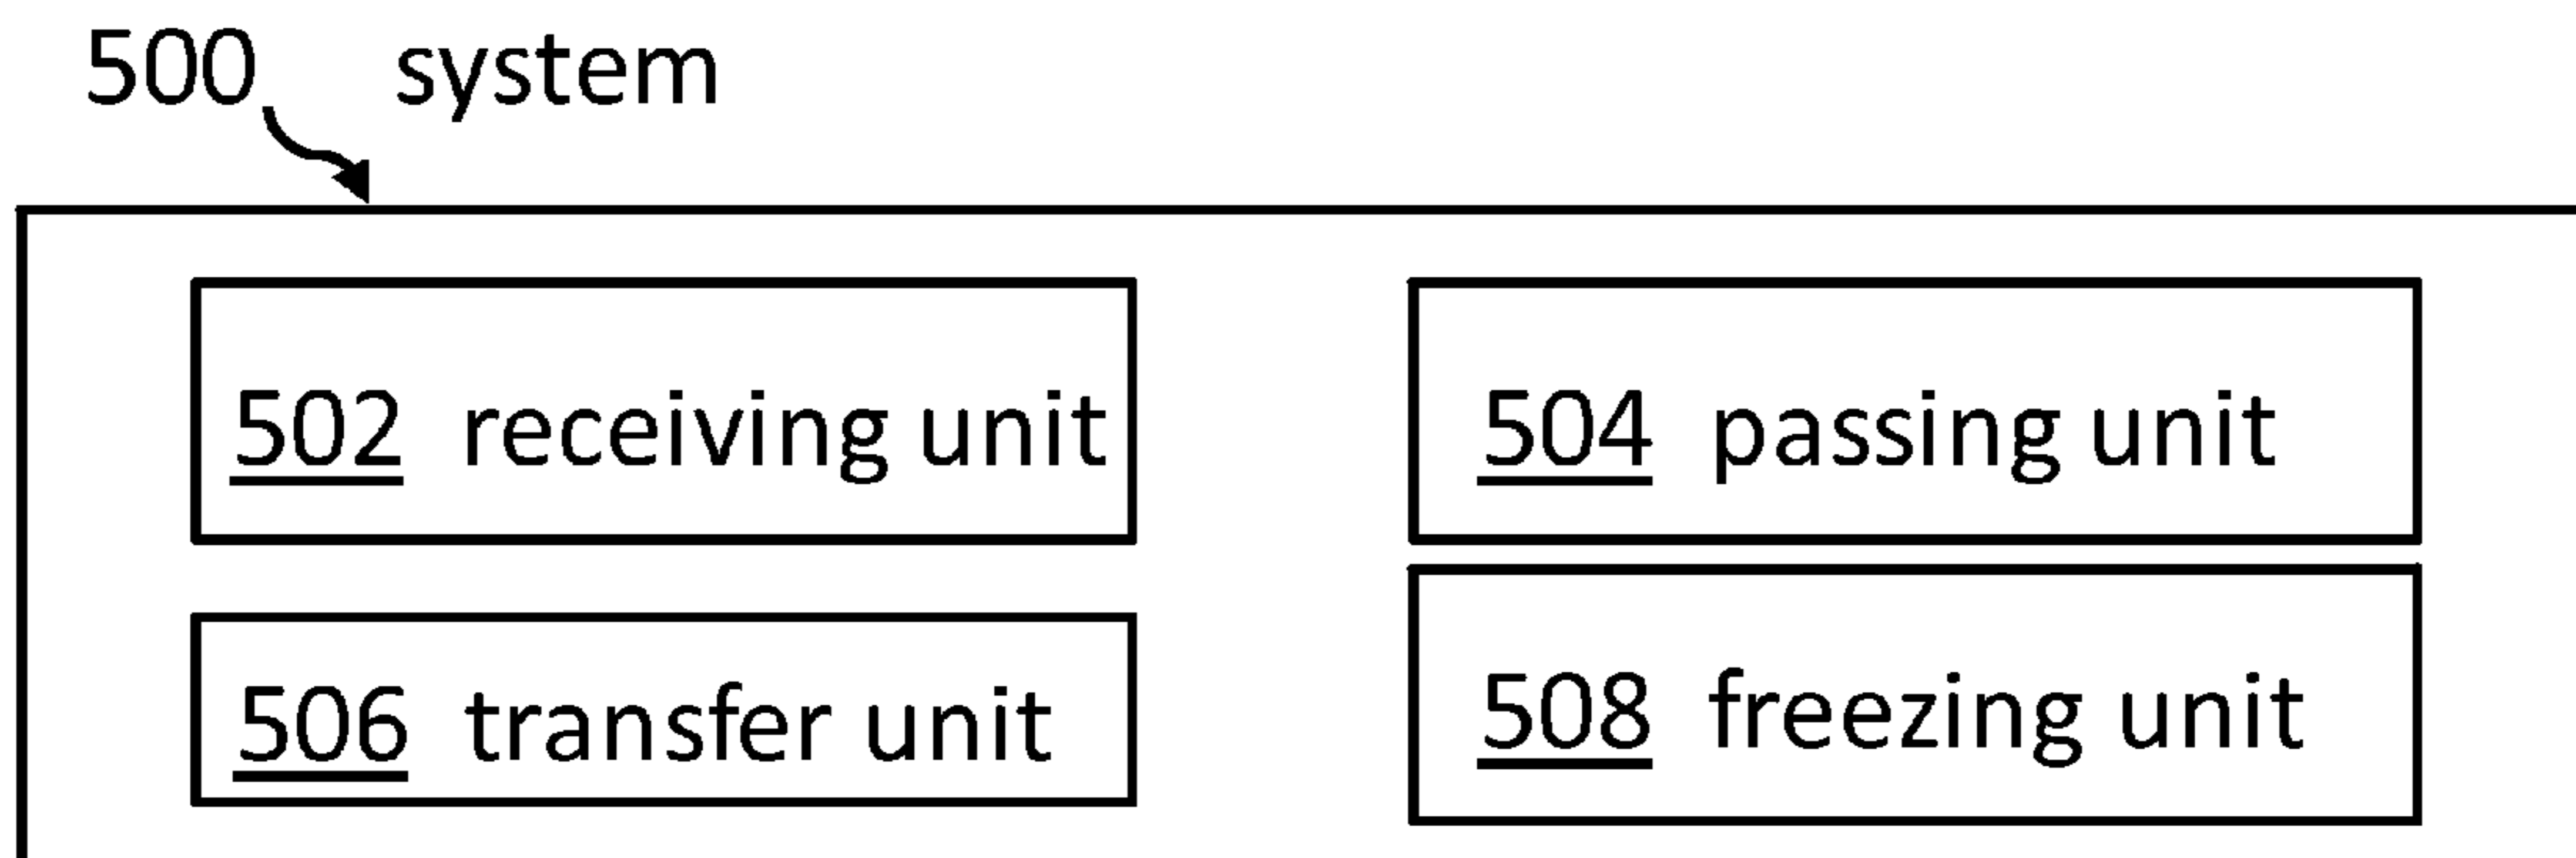 500 system
502 receiving unit
504 passing unit
506 transfer unit
508 freezing unit